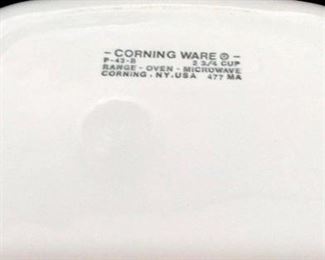 - CORNING WARE ® -
P-43-B 2 3/4 CUP
RANGE - OVEN - MICROWAVE
CORNING, NY. USA 477 MA